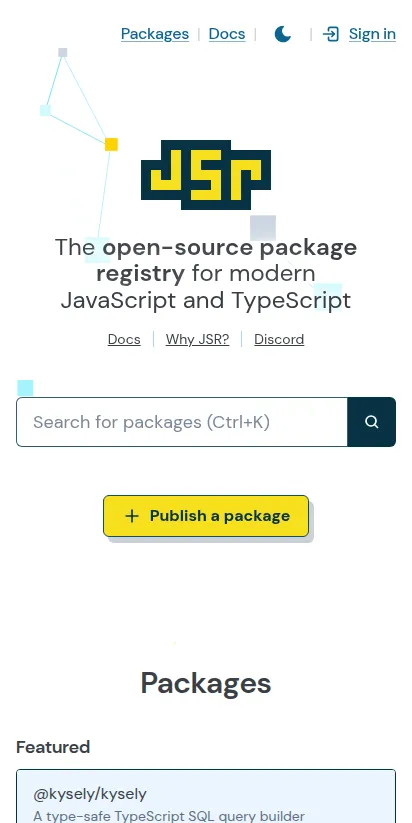 Packages | Docs | | Sign in
JSR
The open-source package
registry for modern
JavaScript and TypeScript
Docs | Why JSR? | Discord
Search for packages (Ctrl+K)
Publish a package
Packages
Featured
@kysely/kysely
A type-safe TypeScript SQL query builder